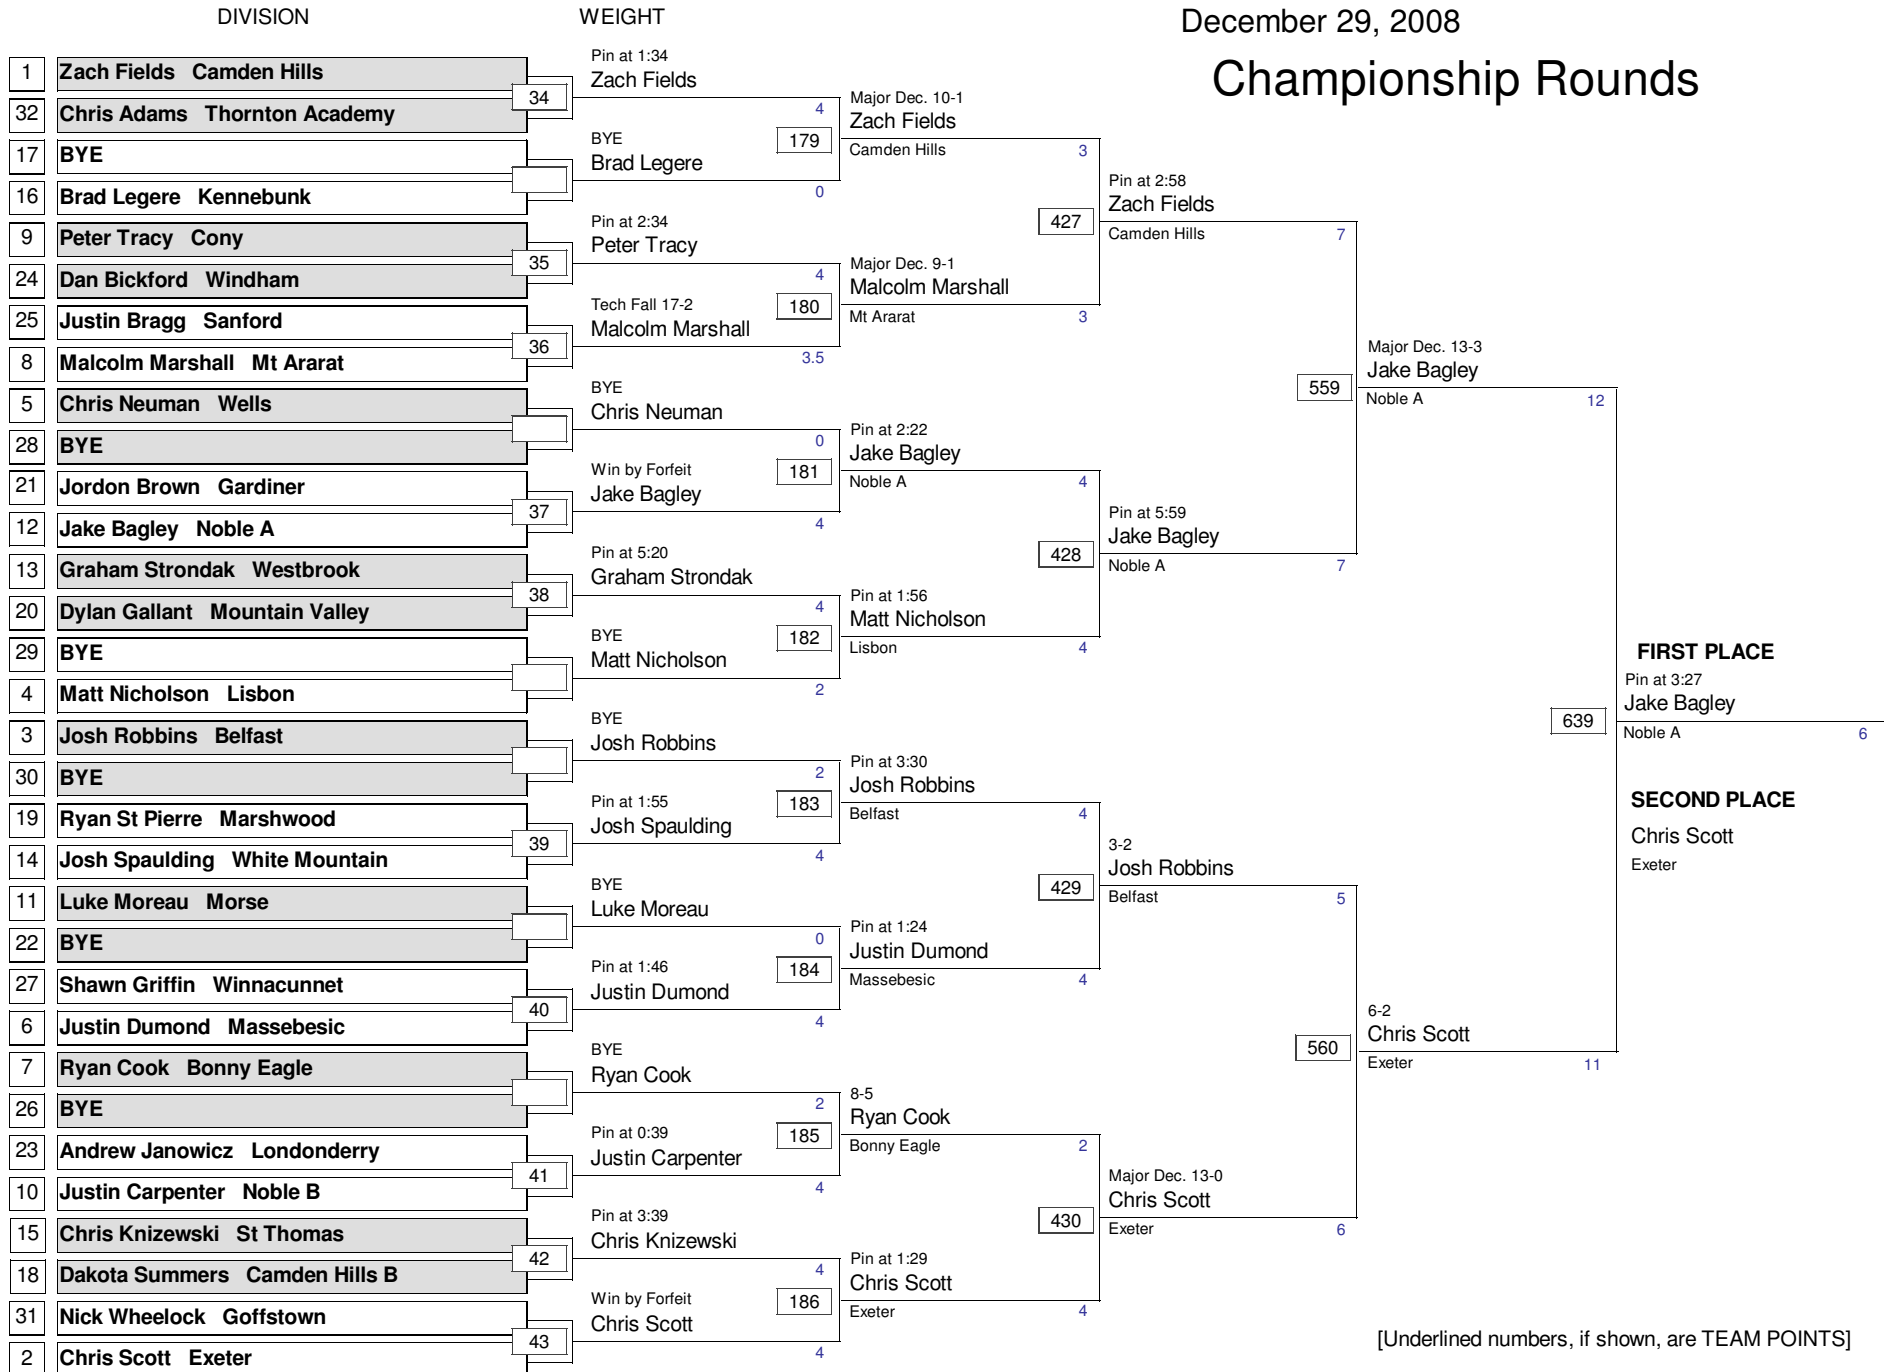 DIVISION WEIGHT December 29, 2008
Championship Rounds
1 Zach Fields Camden Hills
32 Chris Adams Thornton Academy
17 BYE
16 Brad Legere Kennebunk
9 Peter Tracy Cony
24 Dan Bickford Windham
25 Justin Bragg Sanford
8 Malcolm Marshall Mt Ararat
5 Chris Neuman Wells
28 BYE
21 Jordon Brown Gardiner
12 Jake Bagley Noble A
13 Graham Strondak Westbrook
20 Dylan Gallant Mountain Valley
29 BYE
4 Matt Nicholson Lisbon
3 Josh Robbins Belfast
30 BYE
19 Ryan St Pierre Marshwood
14 Josh Spaulding White Mountain
11 Luke Moreau Morse
22 BYE
27 Shawn Griffin Winnacunnet
6 Justin Dumond Massebesic
7 Ryan Cook Bonny Eagle
26 BYE
23 Andrew Janowicz Londonderry
10 Justin Carpenter Noble B
15 Chris Knizewski St Thomas
18 Dakota Summers Camden Hills B
31 Nick Wheelock Goffstown
2 Chris Scott Exeter
34
35
36
37
38
39
40
41
42
43
Pin at 1:34
Zach Fields
4
BYE
Brad Legere
0
Pin at 2:34
Peter Tracy
4
Tech Fall 17-2
Malcolm Marshall
3.5
BYE
Chris Neuman
0
Win by Forfeit
Jake Bagley
4
Pin at 5:20
Graham Strondak
4
BYE
Matt Nicholson
2
BYE
Josh Robbins
2
Pin at 1:55
Josh Spaulding
4
BYE
Luke Moreau
0
Pin at 1:46
Justin Dumond
4
BYE
Ryan Cook
2
Pin at 0:39
Justin Carpenter
4
Pin at 3:39
Chris Knizewski
4
Win by Forfeit
Chris Scott
4
179
180
181
182
183
184
185
186
Major Dec. 10-1
Zach Fields
Camden Hills 3
Major Dec. 9-1
Malcolm Marshall
Mt Ararat 3
Pin at 2:22
Jake Bagley
Noble A 4
Pin at 1:56
Matt Nicholson
Lisbon 4
Pin at 3:30
Josh Robbins
Belfast 4
Pin at 1:24
Justin Dumond
Massebesic 4
8-5
Ryan Cook
Bonny Eagle 2
Pin at 1:29
Chris Scott
Exeter 4
427
428
429
430
Pin at 2:58
Zach Fields
Camden Hills 7
Pin at 5:59
Jake Bagley
Noble A 7
3-2
Josh Robbins
Belfast 5
Major Dec. 13-0
Chris Scott
Exeter 6
559
560
Major Dec. 13-3
Jake Bagley
Noble A 12
6-2
Chris Scott
Exeter 11
639
FIRST PLACE
Pin at 3:27
Jake Bagley
Noble A 6
SECOND PLACE
Chris Scott
Exeter
[Underlined numbers, if shown, are TEAM POINTS]